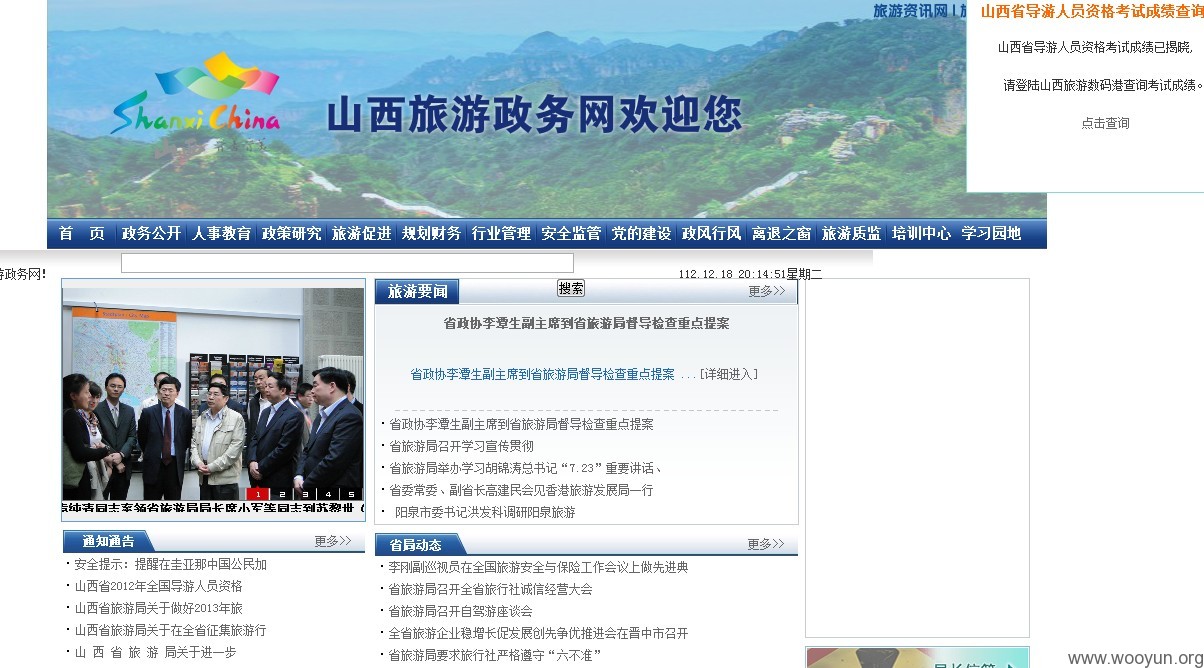 旅游资讯网 |
山西省导游人员资格考试成绩查询
山西省导游人员资格考试成绩已揭晓,
请登陆山西旅游数码港查询考试成绩。
点击查询
Shanxi China
山西旅游政务网欢迎您
首 页 政务公开 人事教育 政策研究 旅游促进 规划财务 行业管理 安全监管 党的建设 政风行风 离退之窗 旅游质监 培训中心 学习园地
政务网!
112.12.18 20:14:51星期二
搜索
旅游要闻 更多>>
省政协李潭生副主席到省旅游局督导检查重点提案
省政协李潭生副主席到省旅游局督导检查重点提案 ...[详细进入]
· 省政协李潭生副主席到省旅游局督导检查重点提案
· 省旅游局召开学习宣传贯彻
· 省旅游局举办学习胡锦涛总书记“7.23”重要讲话、
· 省委常委、副省长高建民会见香港旅游发展局一行
· 阳泉市委书记洪发科调研阳泉旅游
1 2 3 4 5
通知通告 更多>>
· 安全提示：提醒在圭亚那中国公民加
· 山西省2012年全国导游人员资格
· 山西省旅游局关于做好2013年旅
· 山西省旅游局关于在全省征集旅游行
· 山 西 省 旅 游 局关于进一步
省局动态 更多>>
· 李刚副巡视员在全国旅游安全与保险工作会议上做先进典
· 省旅游局召开全省旅行社诚信经营大会
· 省旅游局召开自驾游座谈会
· 全省旅游企业稳增长促发展创先争优推进会在晋中市召开
· 省旅游局要求旅行社严格遵守“六不准”
局长信箱
www.wooyun.org